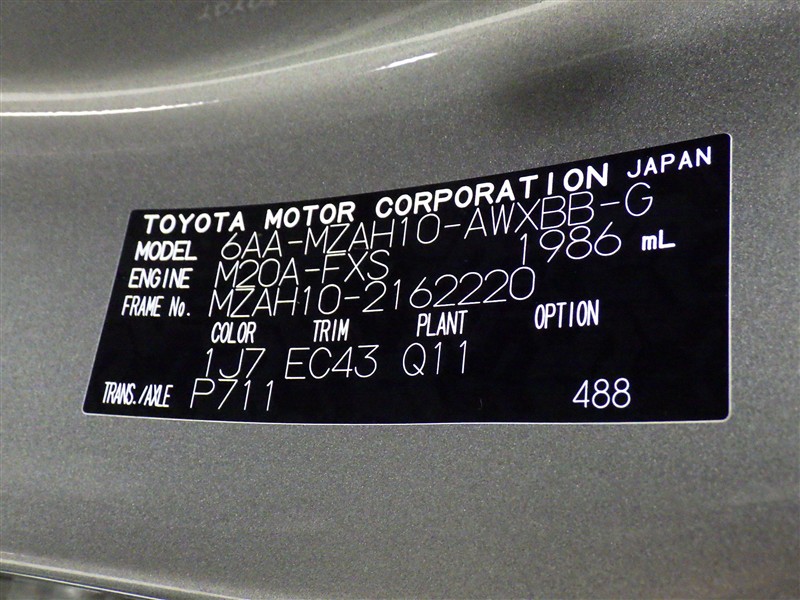 TOYOTA MOTOR CORPORATION JAPAN
MODEL 6AA-MZAH10-AWXBB-G
ENGINE M20A-FXS 1986 mL
FRAME No. MZAH10-2162220
COLOR TRIM PLANT OPTION
1J7 EC43 Q11
TRANS./AXLE P711 488